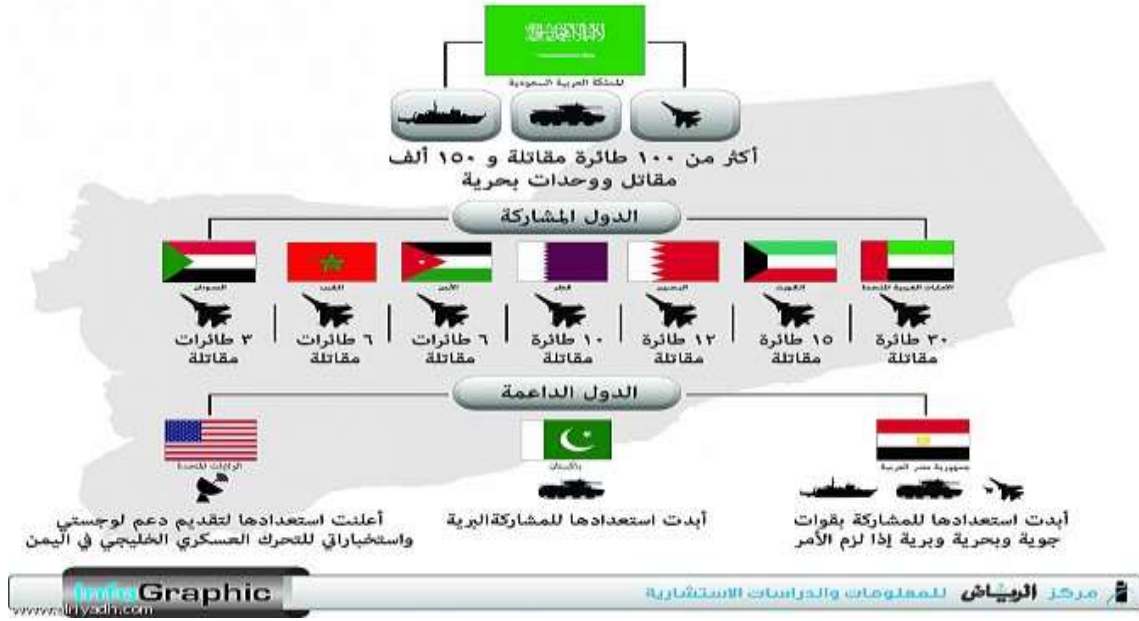 المملكة العربية السعودية
أكثر من ١٠٠ طائرة مقاتلة و ١٥٠ ألف
مقاتل ووحدات بحرية
الدول المشاركة
الامارات العربية المتحدة
الكويت
البحرين
قطر
الأردن
المغرب
السودان
٣٠ طائرة
مقاتلة
١٥ طائرة
مقاتلة
١٢ طائرة
مقاتلة
١٠ طائرة
مقاتلة
٦ طائرات
مقاتلة
٦ طائرات
مقاتلة
٣ طائرات
مقاتلة
الدول الداعمة
جمهورية مصر العربية
باكستان
الولايات المتحدة
أبدت استعدادها للمشاركة بقوات
جوية وبحرية وبرية إذا لزم الأمر
أبدت استعدادها للمشاركةالبرية
أعلنت استعدادها لتقديم دعم لوجستي
واستخباراتي للتحرك العسكري الخليجي في اليمن
مركز الرياض للمعلومات والدراسات الاستشارية
InfoGraphic
www.alriyadh.com